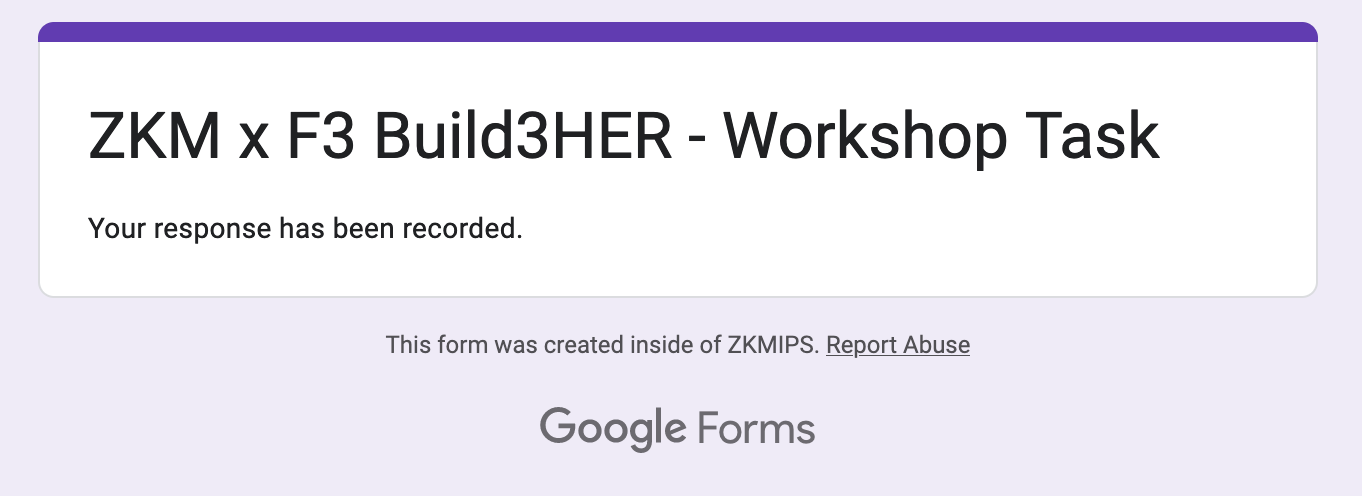 ZKM x F3 Build3HER - Workshop Task
Your response has been recorded.
This form was created inside of ZKMIPS. Report Abuse
Google Forms